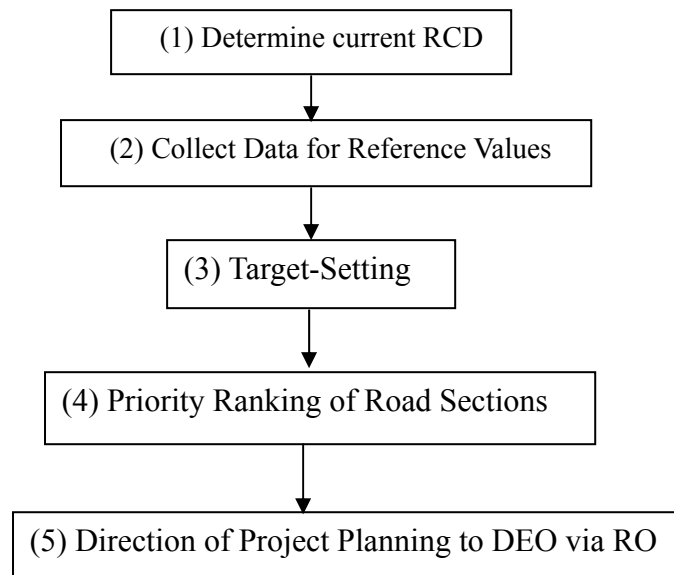 (1) Determine current RCD
(2) Collect Data for Reference Values
(3) Target-Setting
(4) Priority Ranking of Road Sections
(5) Direction of Project Planning to DEO via RO